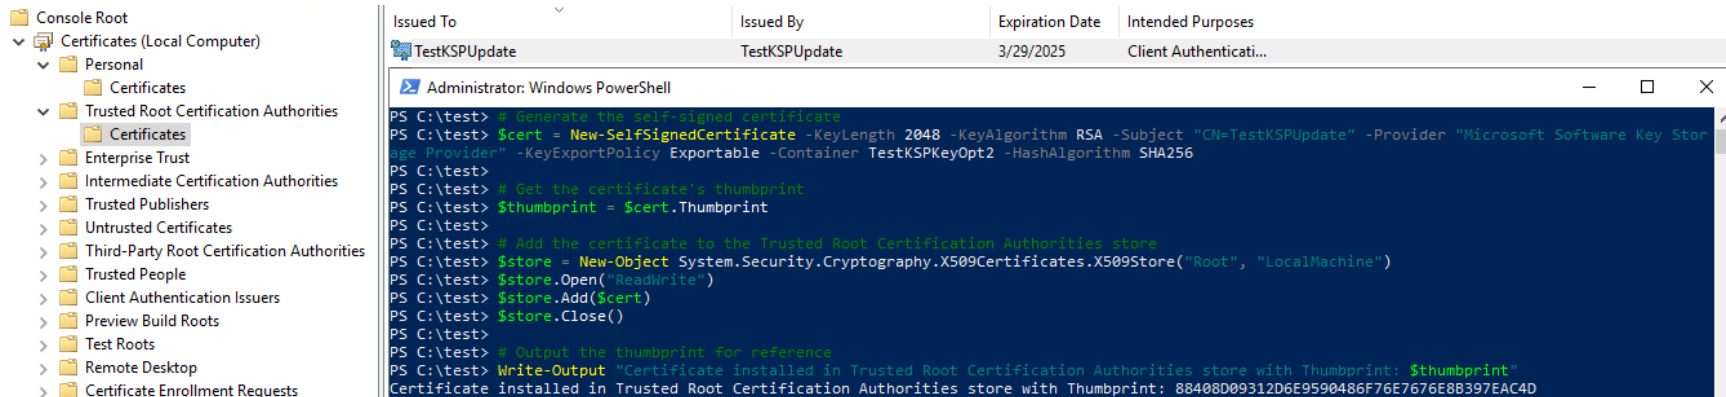 Console Root
Certificates (Local Computer)
Personal
Certificates
Trusted Root Certification Authorities
Certificates
Enterprise Trust
Intermediate Certification Authorities
Trusted Publishers
Untrusted Certificates
Third-Party Root Certification Authorities
Trusted People
Client Authentication Issuers
Preview Build Roots
Test Roots
Remote Desktop
Certificate Enrollment Requests
Issued To Issued By Expiration Date Intended Purposes
TestKSPUpdate TestKSPUpdate 3/29/2025 Client Authenticati...
Administrator: Windows PowerShell
PS C:\test> # Generate the self-signed certificate
PS C:\test> $cert = New-SelfSignedCertificate -KeyLength 2048 -KeyAlgorithm RSA -Subject "CN=TestKSPUpdate" -Provider "Microsoft Software Key Stor
age Provider" -KeyExportPolicy Exportable -Container TestKSPKeyOpt2 -HashAlgorithm SHA256
PS C:\test>
PS C:\test> # Get the certificate's thumbprint
PS C:\test> $thumbprint = $cert.Thumbprint
PS C:\test>
PS C:\test> # Add the certificate to the Trusted Root Certification Authorities store
PS C:\test> $store = New-Object System.Security.Cryptography.X509Certificates.X509Store("Root", "LocalMachine")
PS C:\test> $store.Open("ReadWrite")
PS C:\test> $store.Add($cert)
PS C:\test> $store.Close()
PS C:\test>
PS C:\test> # Output the thumbprint for reference
PS C:\test> Write-Output "Certificate installed in Trusted Root Certification Authorities store with Thumbprint: $thumbprint"
Certificate installed in Trusted Root Certification Authorities store with Thumbprint: 88408D09312D6E9590486F76E7676E8B397EAC4D